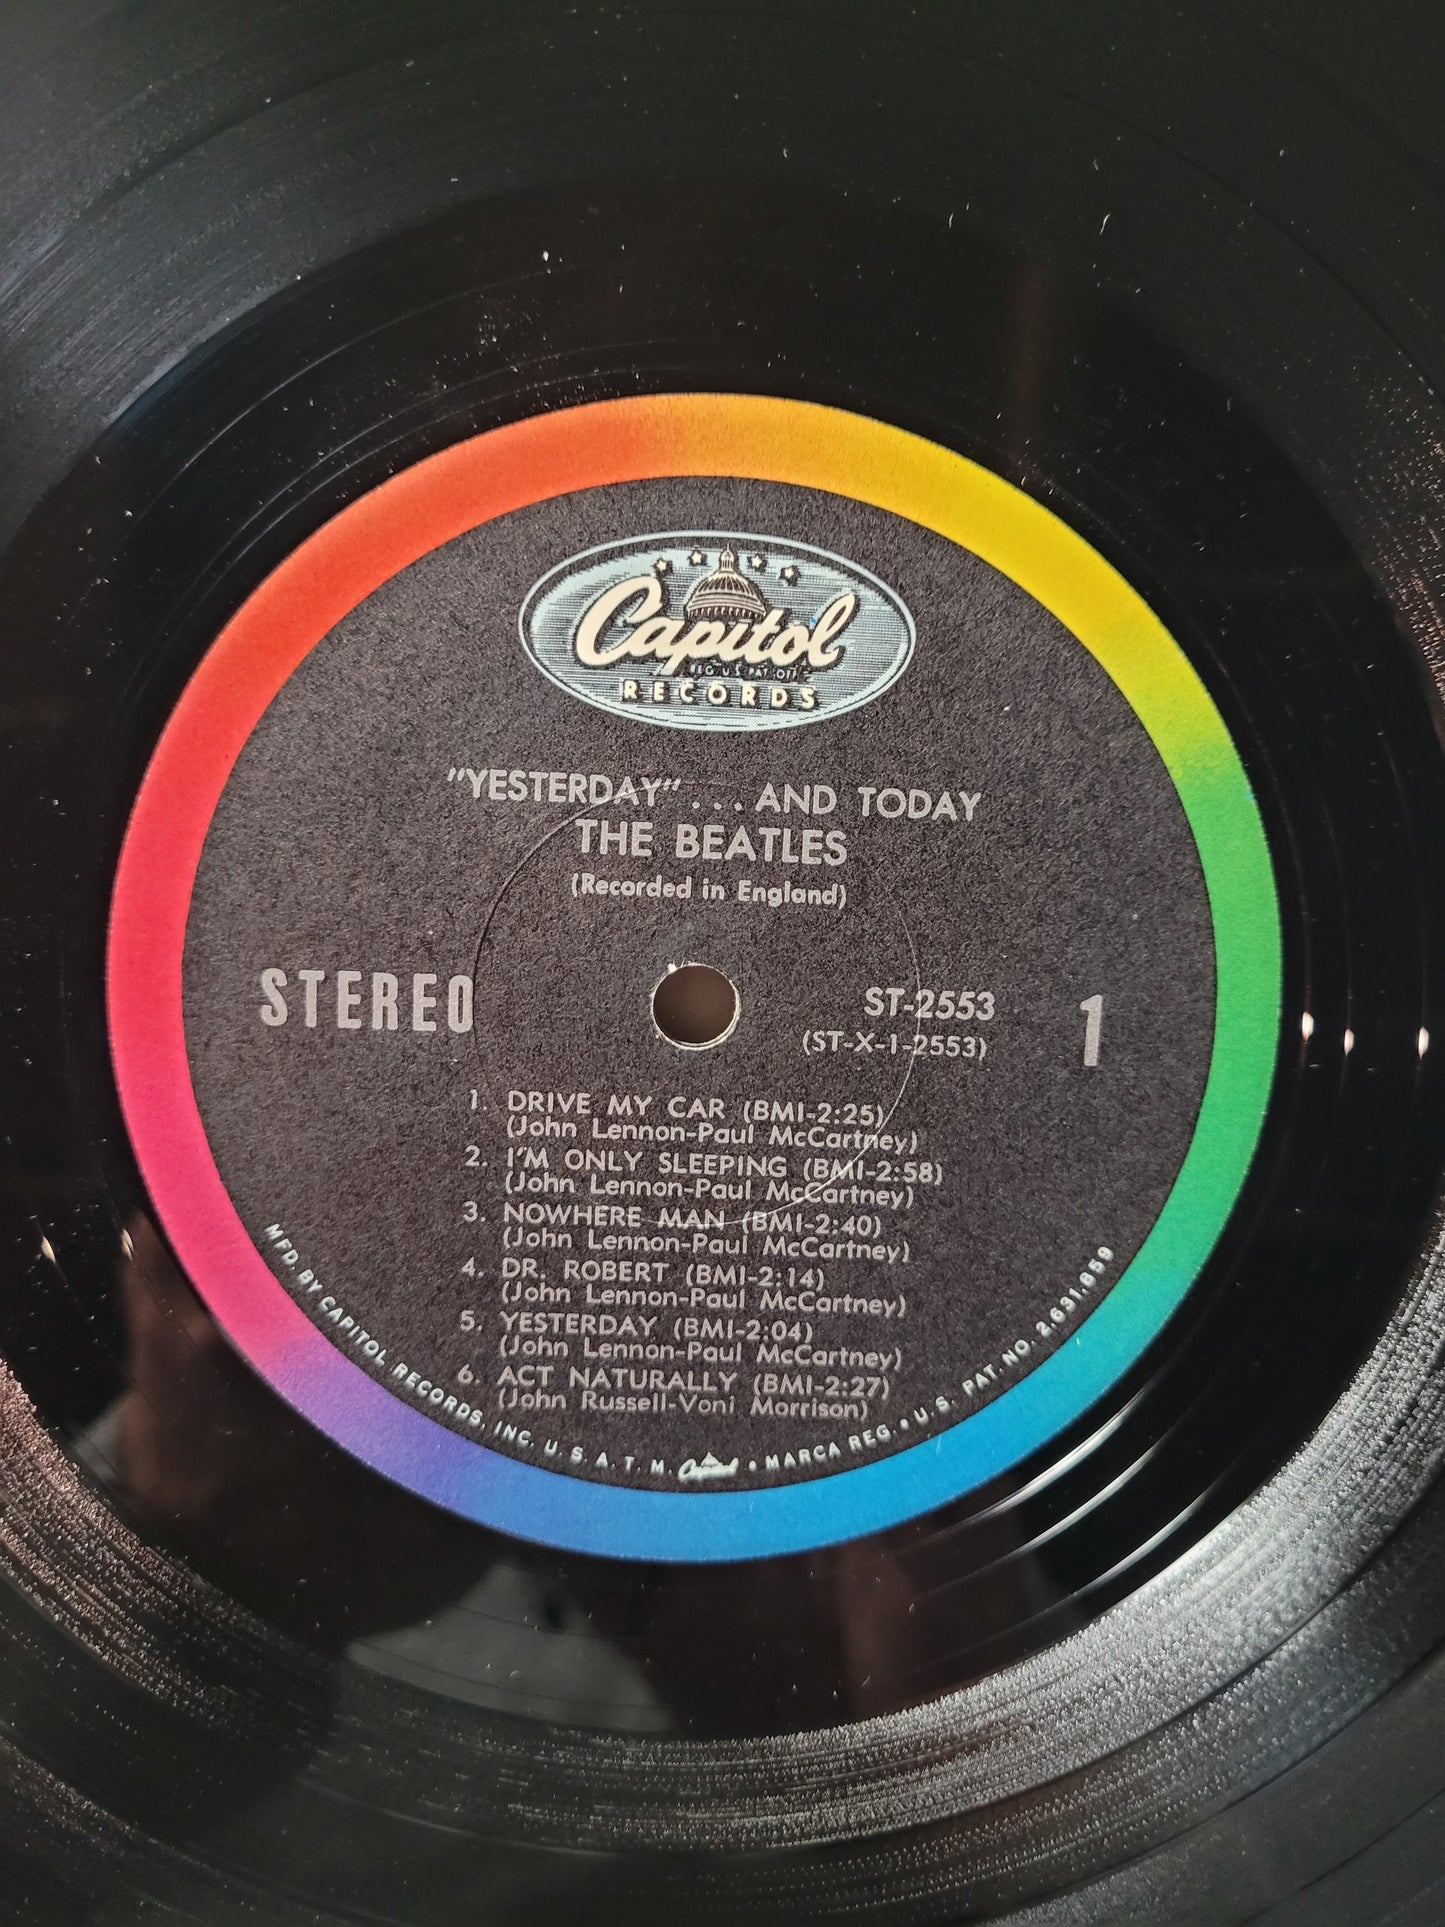 Capitol
REG. U.S. PAT. OFF.
RECORDS
"YESTERDAY" . . . AND TODAY
THE BEATLES
(Recorded in England)
STEREO
ST-2553
1
(ST-X-1-2553)
1. DRIVE MY CAR (BMI-2:25)
(John Lennon-Paul McCartney)
2. I'M ONLY SLEEPING (BMI-2:58)
(John Lennon-Paul McCartney)
3. NOWHERE MAN (BMI-2:40)
(John Lennon-Paul McCartney)
4. DR. ROBERT (BMI-2:14)
(John Lennon-Paul McCartney)
5. YESTERDAY (BMI-2:04)
(John Lennon-Paul McCartney)
6. ACT NATURALLY (BMI-2:27)
(John Russell-Voni Morrison)
MFD. BY CAPITOL RECORDS, INC. U. S. A. T. M. Capitol • MARCA REG. • U.S. PAT. NO. 2,631,859